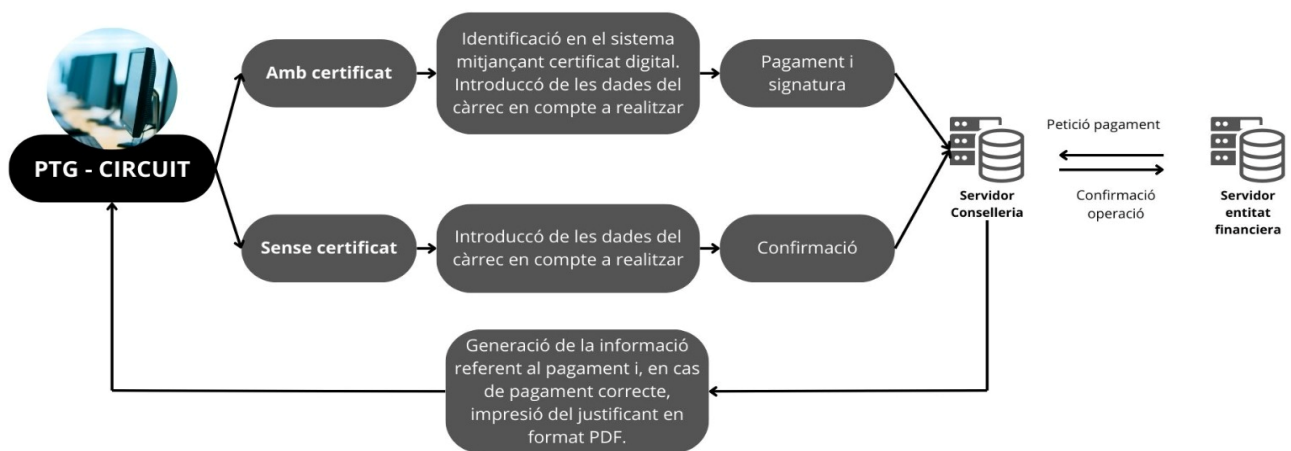 PTG - CIRCUIT
Amb certificat
Identificació en el sistema
mitjançant certificat digital.
Introduccó de les dades del
càrrec en compte a realitzar
Pagament i
signatura
Sense certificat
Introduccó de les dades del
càrrec en compte a realitzar
Confirmació
Servidor
Conselleria
Petició pagament
Confirmació
operació
Servidor
entitat
financiera
Generació de la informació
referent al pagament i, en cas
de pagament correcte,
impresió del justificant en
format PDF.